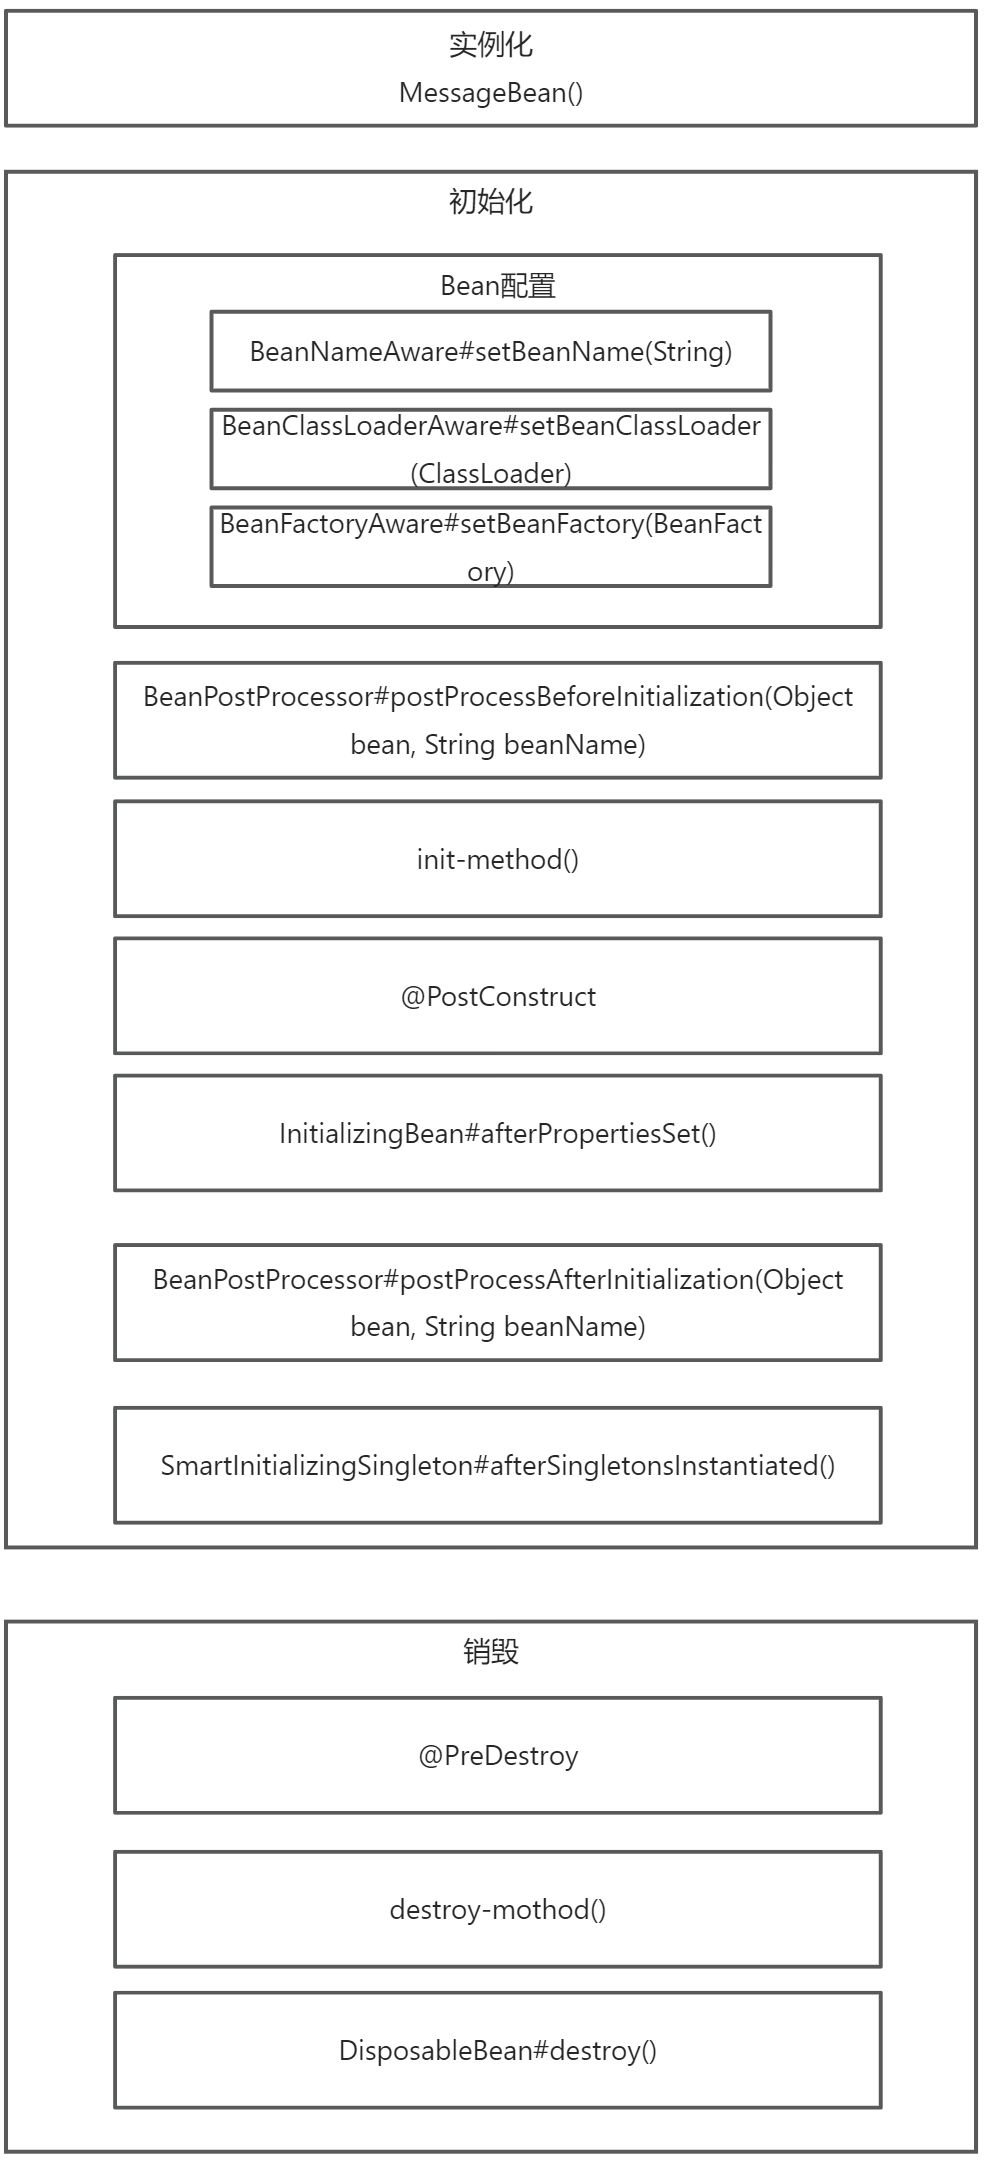 实例化
MessageBean()
初始化
Bean配置
BeanNameAware#setBeanName(String)
BeanClassLoaderAware#setBeanClassLoader
(ClassLoader)
BeanFactoryAware#setBeanFactory(BeanFact
ory)
BeanPostProcessor#postProcessBeforeInitialization(Object
bean, String beanName)
init-method()
@PostConstruct
InitializingBean#afterPropertiesSet()
BeanPostProcessor#postProcessAfterInitialization(Object
bean, String beanName)
SmartInitializingSingleton#afterSingletonsInstantiated()
销毁
@PreDestroy
destroy-mothod()
DisposableBean#destroy()